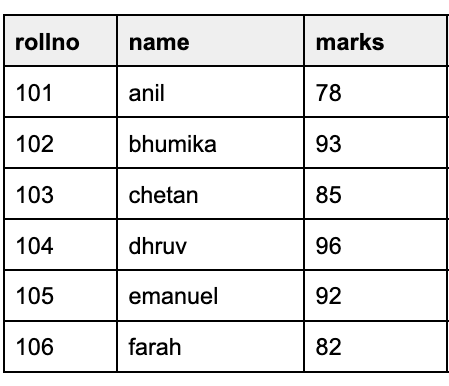 rollno name marks
101 anil 78
102 bhumika 93
103 chetan 85
104 dhruv 96
105 emanuel 92
106 farah 82